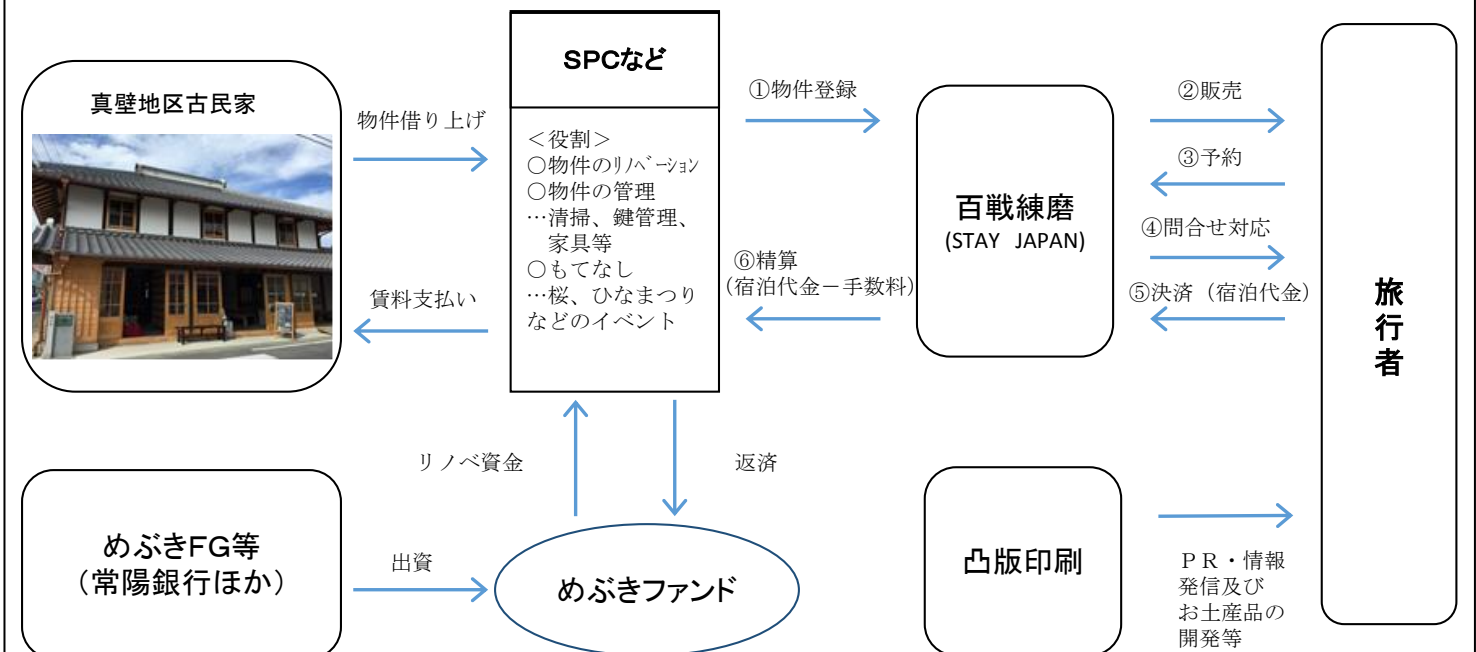 真壁地区古民家
物件借り上げ
賃料支払い
SPCなど
＜役割＞
○物件のﾘﾉﾍﾞｰｼｮﾝ
○物件の管理
…清掃、鍵管理、
家具等
○もてなし
…桜、ひなまつり
などのイベント
①物件登録
⑥精算
（宿泊代金－手数料）
百戦練磨
(STAY JAPAN)
②販売
③予約
④問合せ対応
⑤決済（宿泊代金）
旅行者
リノベ資金
返済
めぶきFG等
（常陽銀行ほか）
出資
めぶきファンド
凸版印刷
ＰＲ・情報
発信及び
お土産品の
開発等